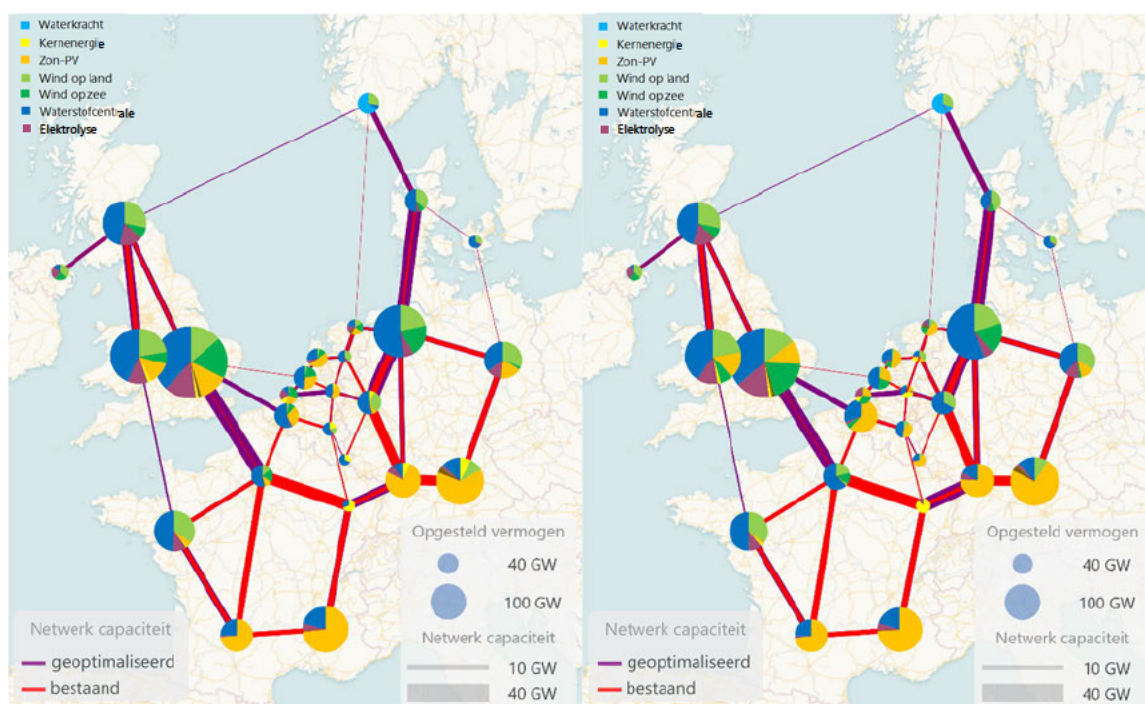 Waterkracht
Kernenergie
Zon-PV
Wind op land
Wind opzee
Waterstofcentrale
Elektrolyse
Opgesteld vermogen
40 GW
100 GW
Netwerk capaciteit
10 GW
40 GW
Netwerk capaciteit
geoptimaliseerd
bestaand
Waterkracht
Kernenergie
Zon-PV
Wind op land
Wind opzee
Waterstofcentrale
Elektrolyse
Opgesteld vermogen
40 GW
100 GW
Netwerk capaciteit
10 GW
40 GW
Netwerk capaciteit
geoptimaliseerd
bestaand